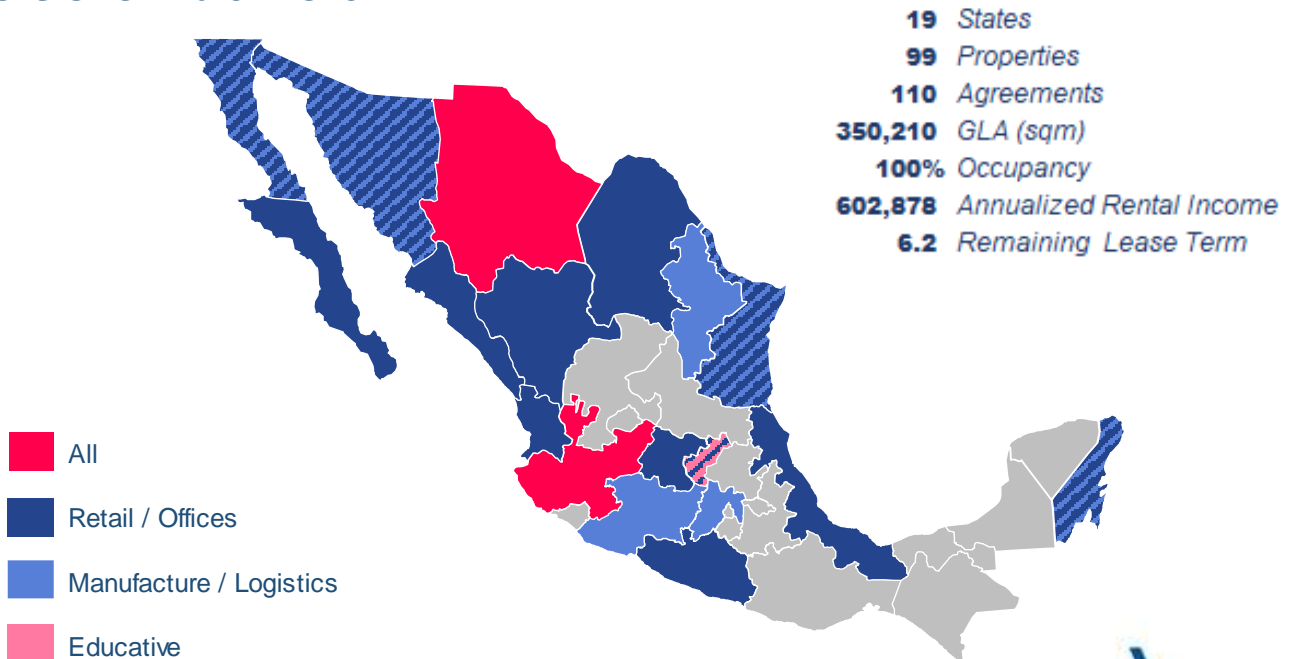 19 States
99 Properties
110 Agreements
350,210 GLA (sqm)
100% Occupancy
602,878 Annualized Rental Income
6.2 Remaining Lease Term
All
Retail / Offices
Manufacture / Logistics
Educative